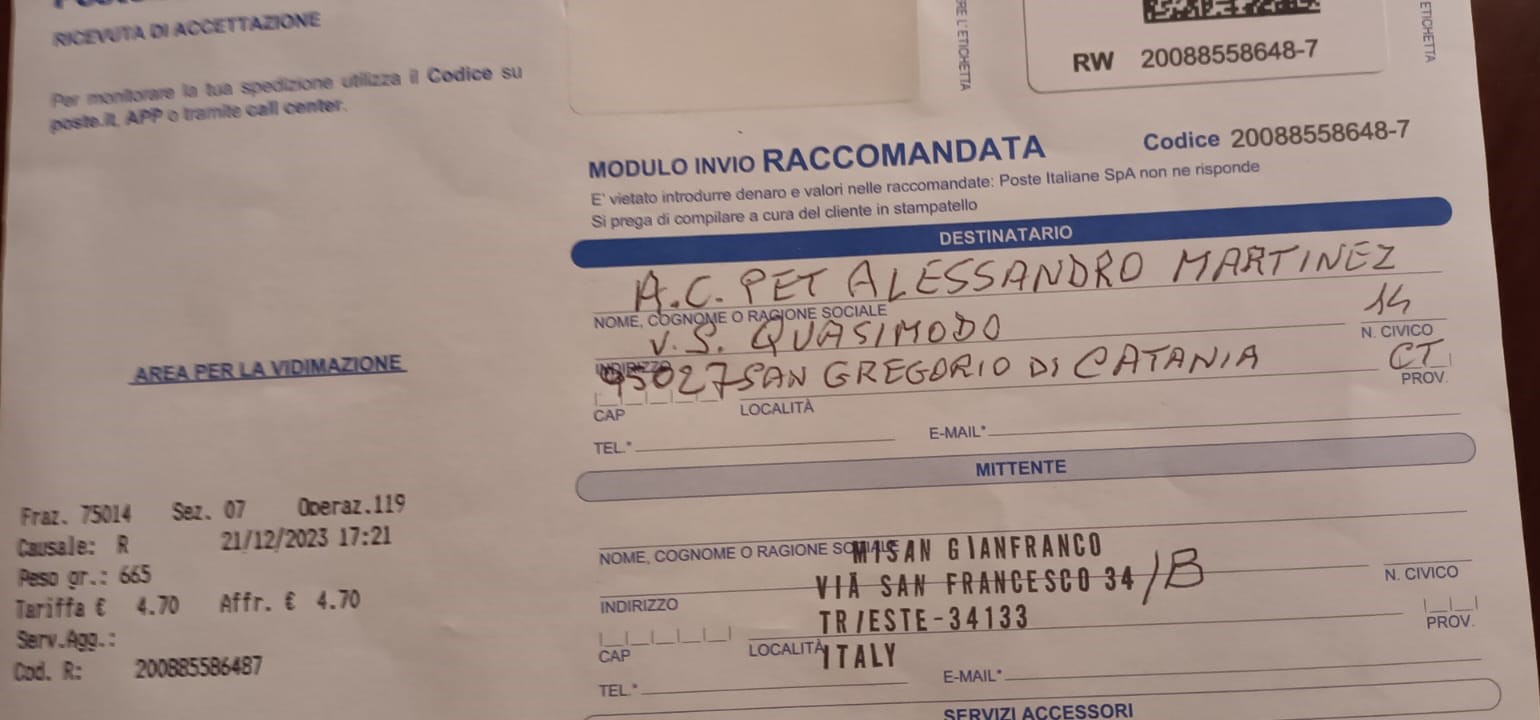 RICEVUTA DI ACCETTAZIONE
Per monitorare la tua spedizione utilizza il Codice su
poste.it, APP o tramite call center.
AREA PER LA VIDIMAZIONE
Fraz. 75014 Sez. 07 Operaz.119
Causale: R 21/12/2023 17:21
Peso gr.: 665
Tariffa € 4.70 Affr. € 4.70
Serv.Agg.:
Cod. R: 200885586487
RE L'ETICHETTA
ETICHETTA
RW 20088558648-7
MODULO INVIO RACCOMANDATA Codice 20088558648-7
E' vietato introdurre denaro e valori nelle raccomandate: Poste Italiane SpA non ne risponde
Si prega di compilare a cura del cliente in stampatello
DESTINATARIO
A.C. PET ALESSANDRO MARTINEZ
NOME, COGNOME O RAGIONE SOCIALE
V. S. QUASIMODO 14
INDIRIZZO N. CIVICO
95027 SAN GREGORIO DI CATANIA CT
CAP LOCALITÀ PROV.
TEL.* E-MAIL*
MITTENTE
NOME, COGNOME O RAGIONE SOCIALE
MISAN GIANFRANCO
VIA SAN FRANCESCO 34/B
INDIRIZZO N. CIVICO
TRIESTE-34133
CAP LOCALITÀ PROV.
ITALY
TEL.* E-MAIL*
SERVIZI ACCESSORI